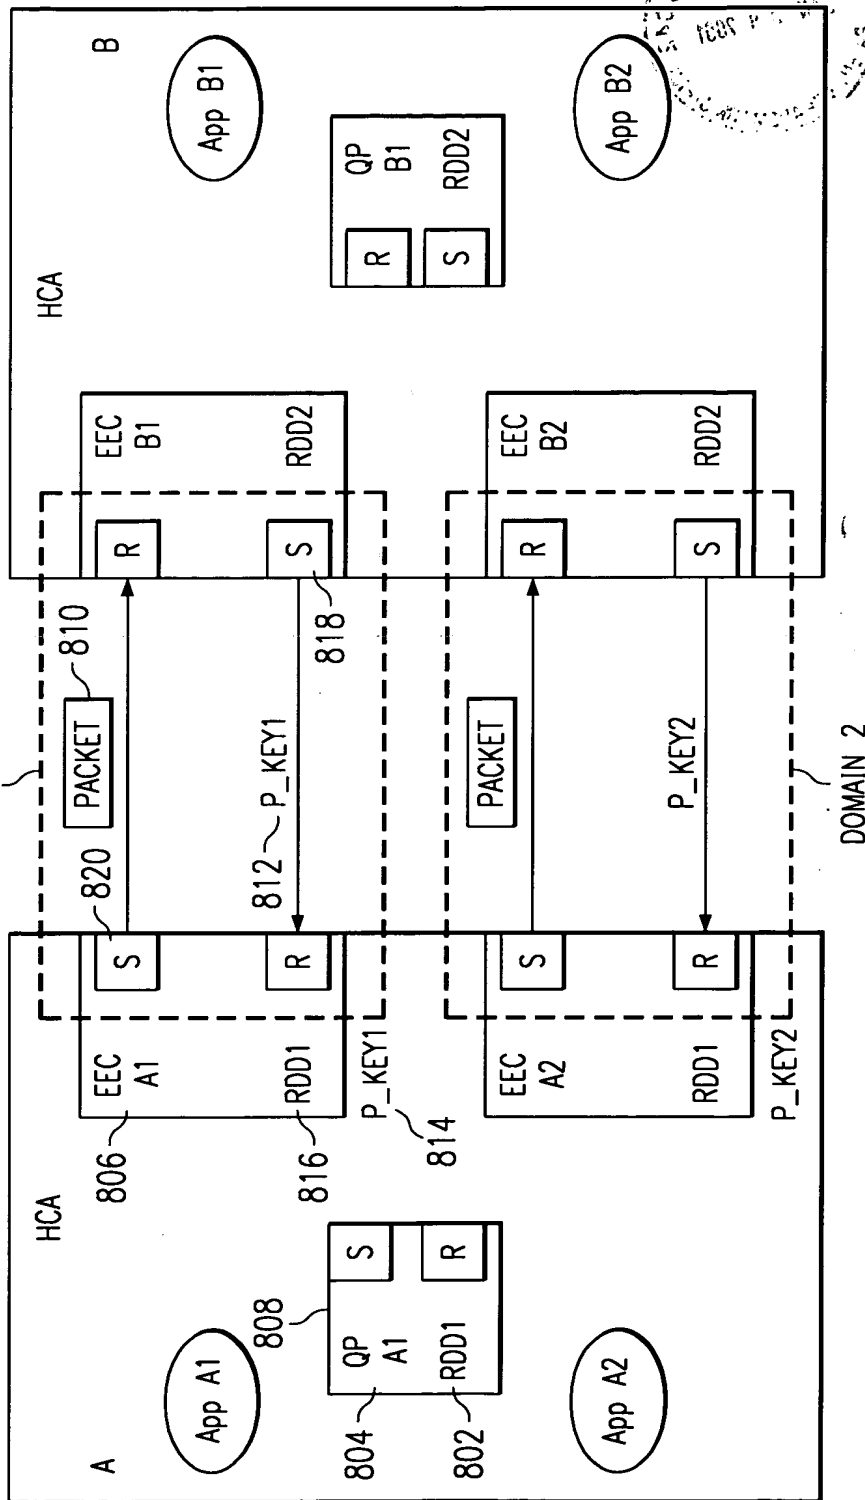 A
HCA
App A1
App A2
804
QP
A1
802
RDD1
808
S
R
806
EEC
A1
816
RDD1
820
S
R
P_KEY1
814
EEC
A2
RDD1
S
R
P_KEY2
PACKET
810
812
P_KEY1
PACKET
P_KEY2
DOMAIN 2
B
HCA
EEC
B1
RDD2
R
S
818
EEC
B2
RDD2
R
S
QP
B1
RDD2
R
S
App B1
App B2